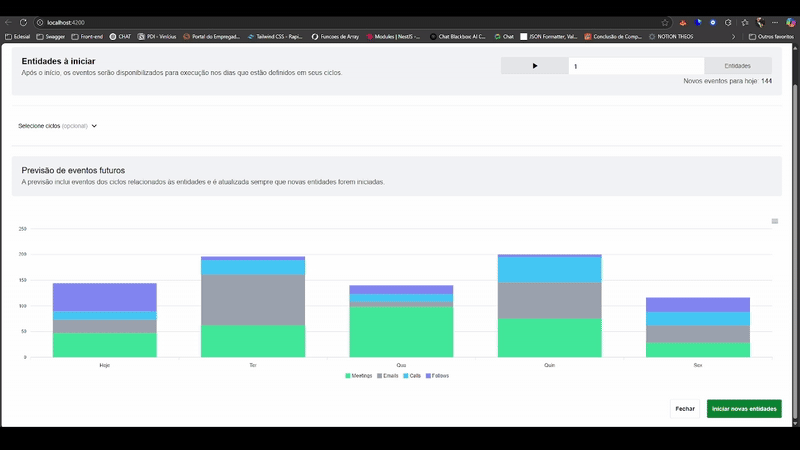 localhost:4200
Eclesial
Swagger
Front-end
CHAT
PDI - Vinícius
Portal do Empregad...
Tailwind CSS - Rapi...
Funcoes de Array
Modules | NestJS -...
Chat Blackbox: AI C...
Chat
JSON Formatter, Val...
Conclusão de Compe...
NOTION THEOS
Outros favoritos
Entidades à iniciar
Após o início, os eventos serão disponibilizados para execução nos dias que estão definidos em seus ciclos.
1
Entidades
Novos eventos para hoje: 144
Selecione ciclos (opcional)
Previsão de eventos futuros
A previsão inclui eventos dos ciclos relacionados às entidades e é atualizada sempre que novas entidades forem iniciadas.
250
200
150
100
50
0
Hoje Ter Qua Quin Sex
Meetings Emails Calls Follows
Fechar
Iniciar novas entidades